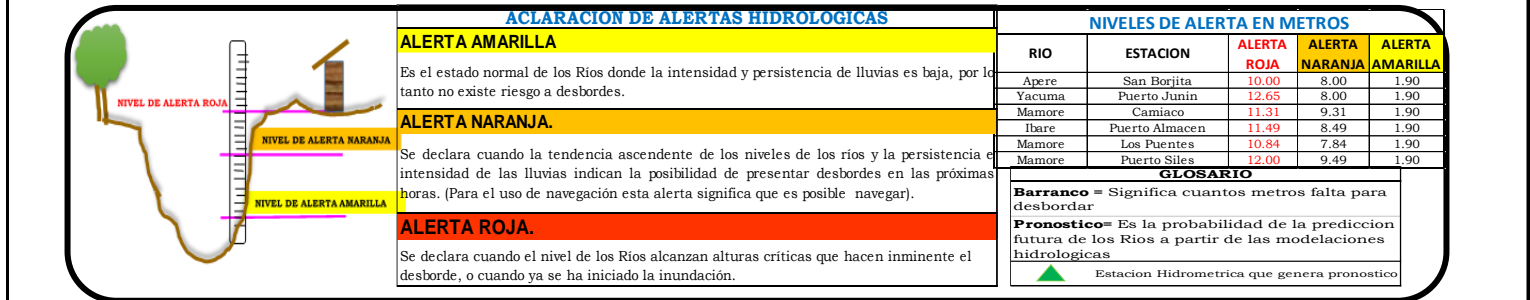 NIVEL DE ALERTA ROJA
NIVEL DE ALERTA NARANJA
NIVEL DE ALERTA AMARILLA
ACLARACION DE ALERTAS HIDROLOGICAS
ALERTA AMARILLA
Es el estado normal de los Ríos donde la intensidad y persistencia de lluvias es baja, por lo
tanto no existe riesgo a desbordes.
ALERTA NARANJA.
Se declara cuando la tendencia ascendente de los niveles de los ríos y la persistencia e
intensidad de las lluvias indican la posibilidad de presentar desbordes en las próximas
horas. (Para el uso de navegación esta alerta significa que es posible navegar).
ALERTA ROJA.
Se declara cuando el nivel de los Rios alcanzan alturas críticas que hacen inminente el
desborde, o cuando ya se ha iniciado la inundación.
NIVELES DE ALERTA EN METROS
RIO ESTACION ALERTA ROJA ALERTA NARANJA ALERTA AMARILLA
Apere San Borjita 10.00 8.00 1.90
Yacuma Puerto Junin 12.65 8.00 1.90
Mamore Camiaco 11.31 9.31 1.90
Ibare Puerto Almacen 11.49 8.49 1.90
Mamore Los Puentes 10.84 7.84 1.90
Mamore Puerto Siles 12.00 9.49 1.90
GLOSARIO
Barranco = Significa cuantos metros falta para
desbordar
Pronostico= Es la probabilidad de la prediccion
futura de los Rios a partir de las modelaciones
hidrologicas
Estacion Hidrometrica que genera pronostico